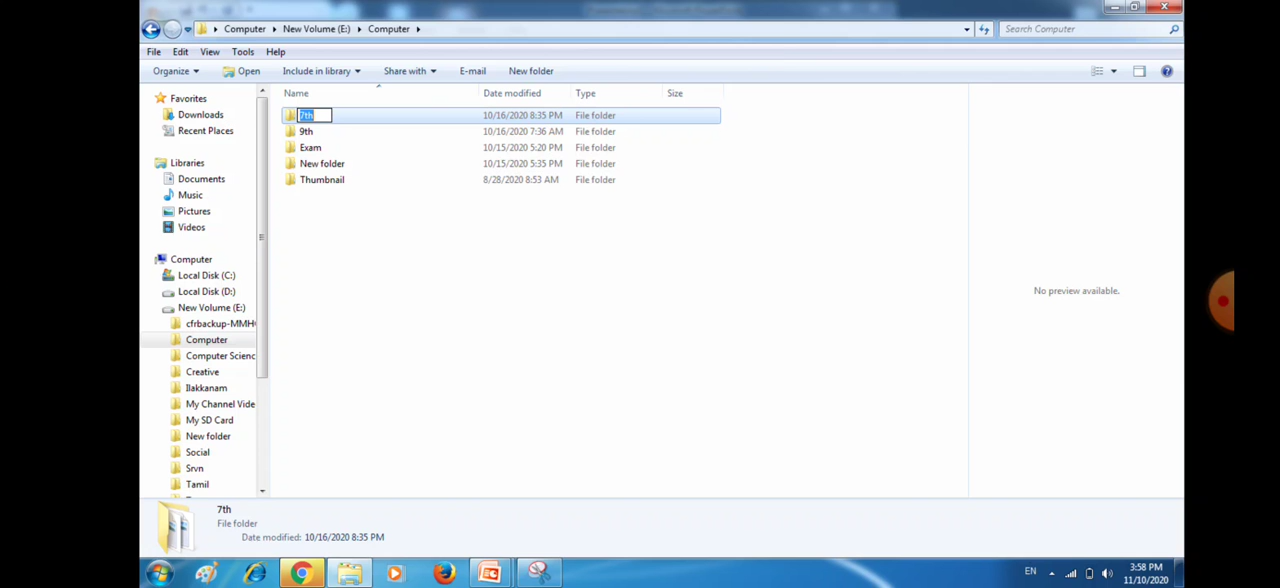 Computer New Volume (E:) Computer
Search Computer
File Edit View Tools Help
Organize Open Include in library Share with E-mail New folder
Name Date modified Type Size
7th 10/16/2020 8:35 PM File folder
9th 10/16/2020 7:36 AM File folder
Exam 10/15/2020 5:20 PM File folder
New folder 10/15/2020 5:35 PM File folder
Thumbnail 8/28/2020 8:53 AM File folder
Favorites
Downloads
Recent Places
Libraries
Documents
Music
Pictures
Videos
Computer
Local Disk (C:)
Local Disk (D:)
New Volume (E:)
cfrbackup-MMH
Computer
Computer Scienc
Creative
Ilakkanam
My Channel Vide
My SD Card
New folder
Social
Srvn
Tamil
No preview available.
7th
File folder
Date modified: 10/16/2020 8:35 PM
EN
3:58 PM
11/10/2020